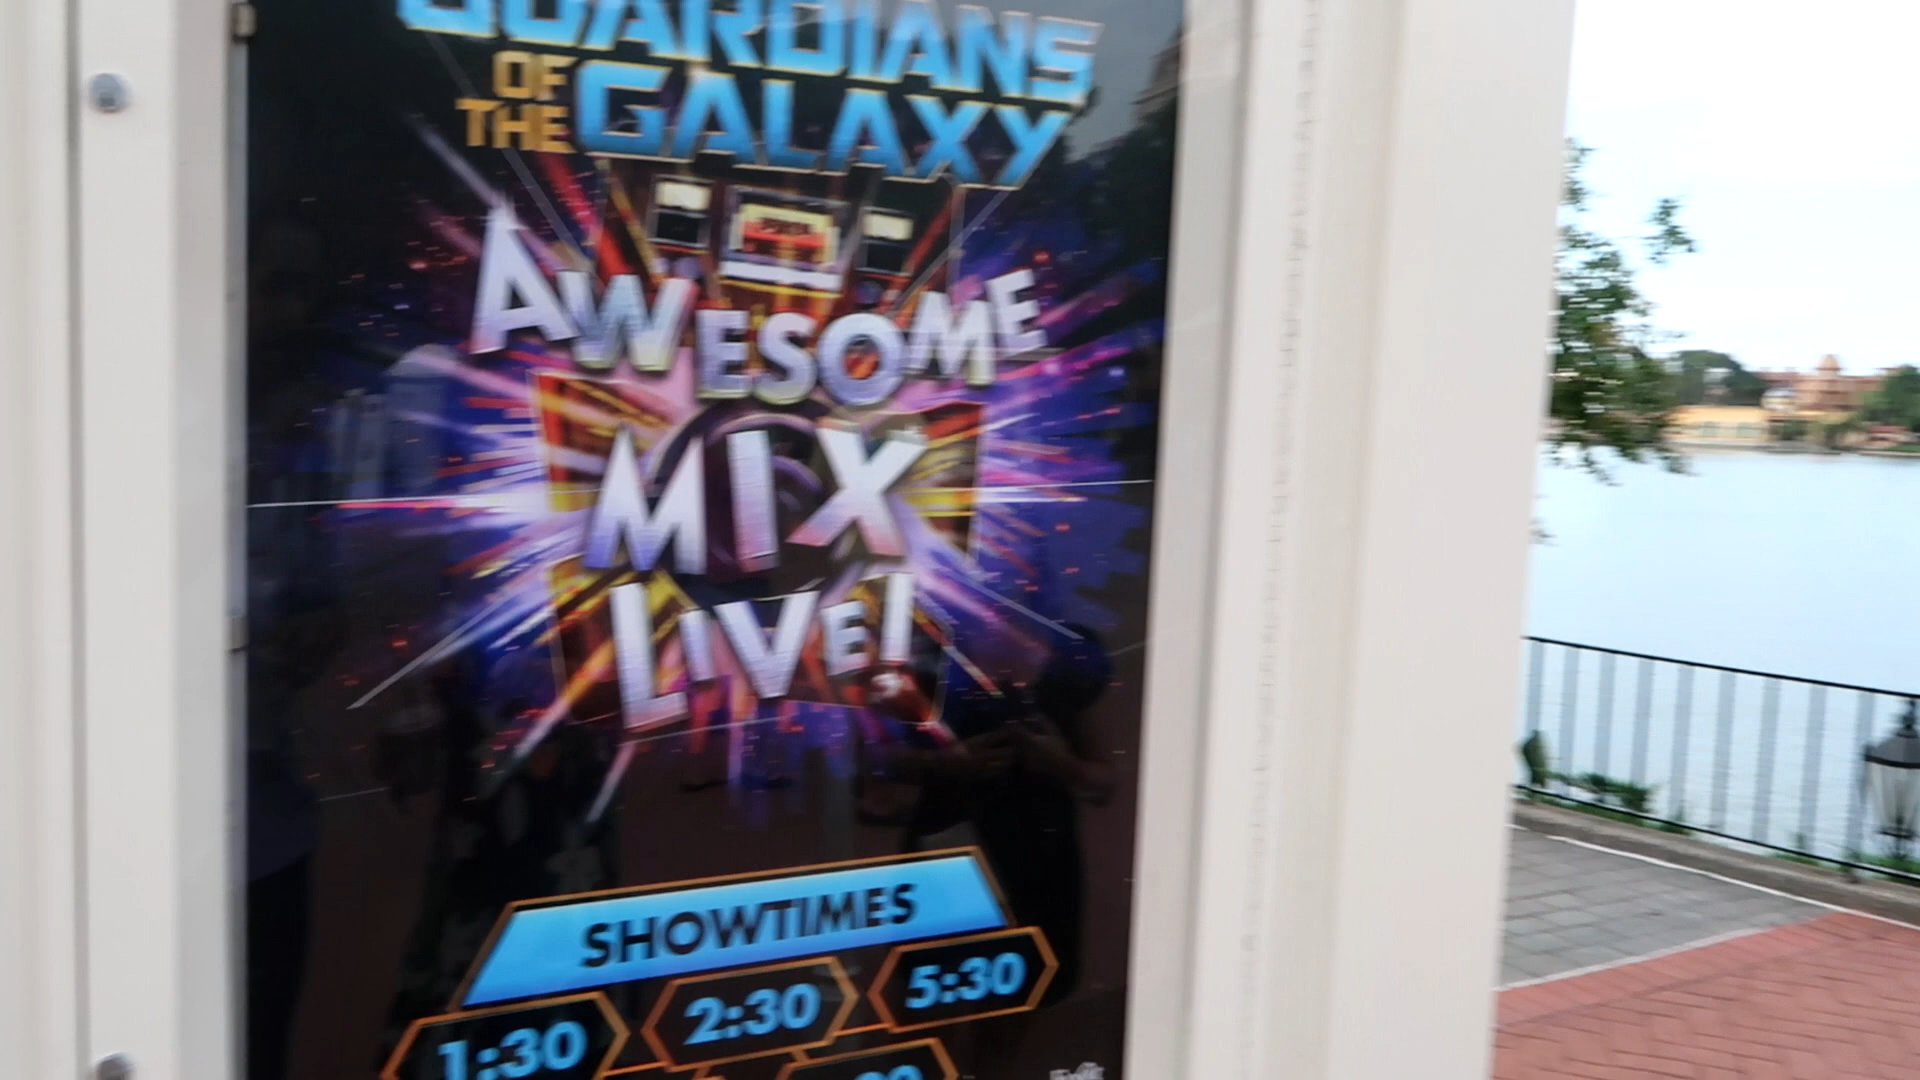 GUARDIANS
OF
THE GALAXY
AWESOME
MIX
LIVE!
SHOWTIMES
1:30 2:30 5:30